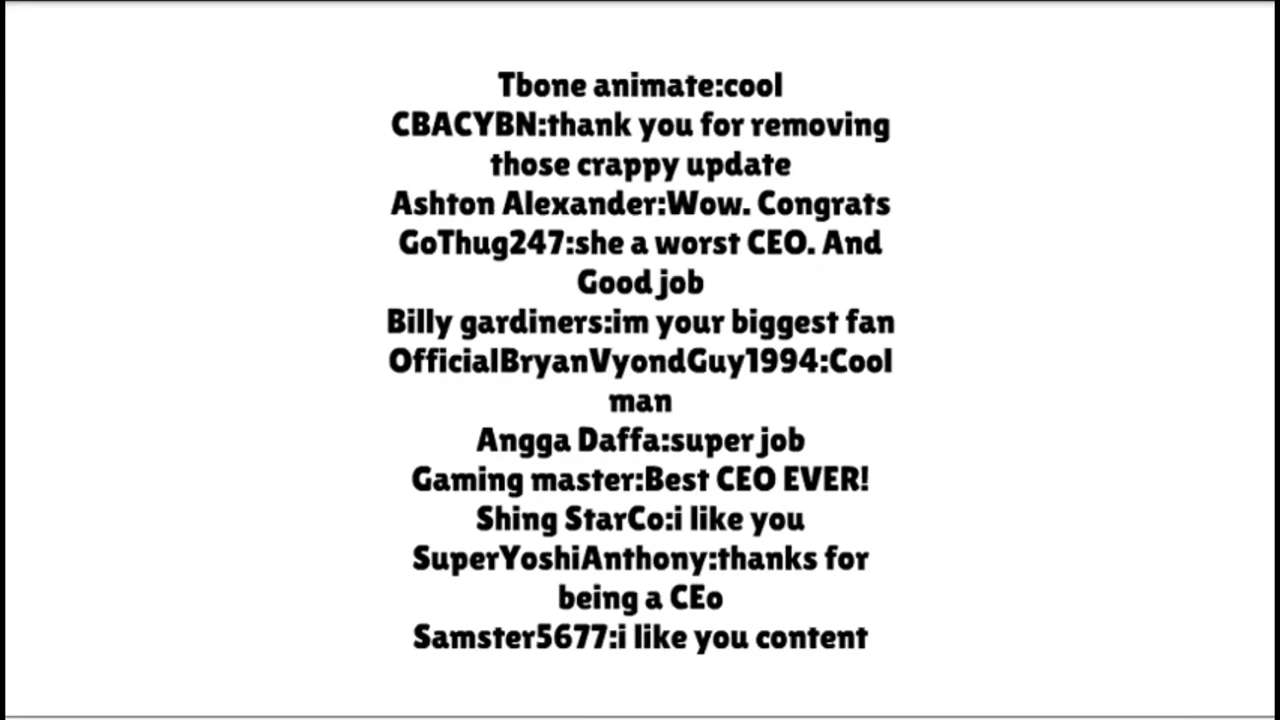 Tbone animate:cool
CBACYBN:thank you for removing
those crappy update
Ashton Alexander:Wow. Congrats
GoThug247:she a worst CEO. And
Good job
Billy gardiners:im your biggest fan
OfficialBryanVyondGuy1994:Cool
man
Angga Daffa:super job
Gaming master:Best CEO EVER!
Shing StarCo:i like you
SuperYoshiAnthony:thanks for
being a CEo
Samster5677:i like you content